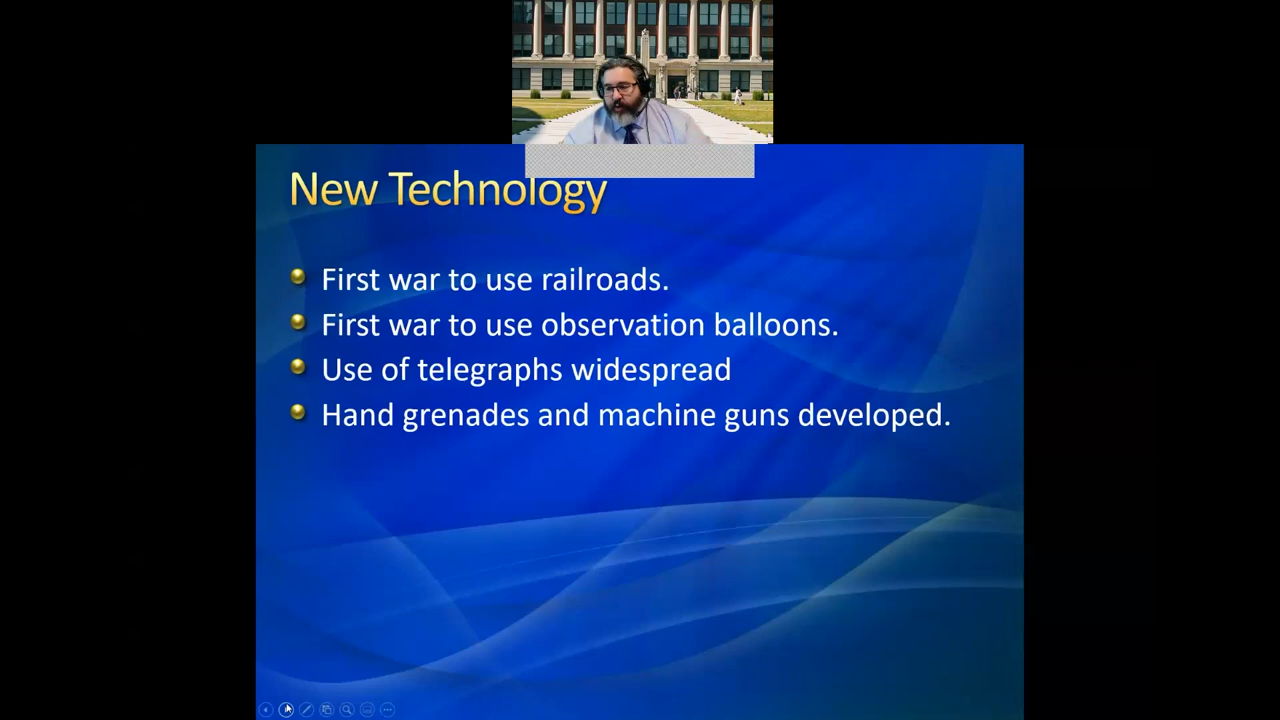 New Technology
First war to use railroads.
First war to use observation balloons.
Use of telegraphs widespread
Hand grenades and machine guns developed.